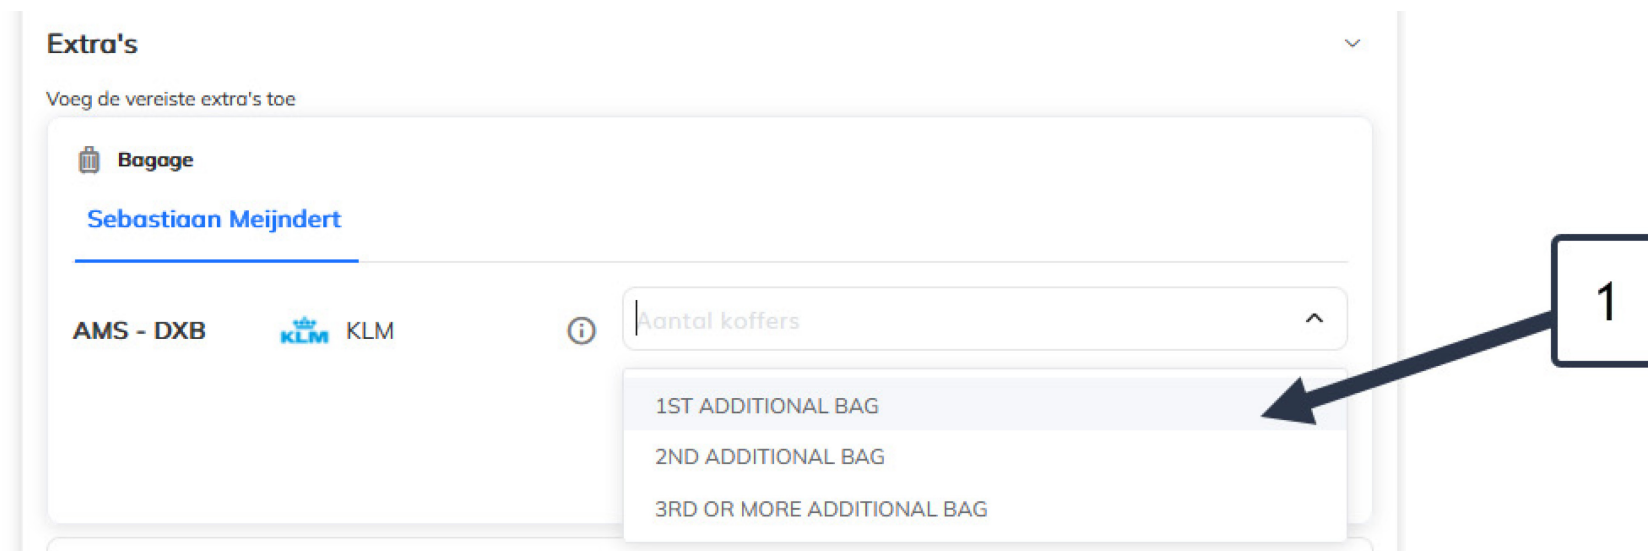 Extra's
Voeg de vereiste extra's toe
Bagage
Sebastiaan Meijndert
AMS - DXB KLM KLM Aantal koffers
1
1ST ADDITIONAL BAG
2ND ADDITIONAL BAG
3RD OR MORE ADDITIONAL BAG